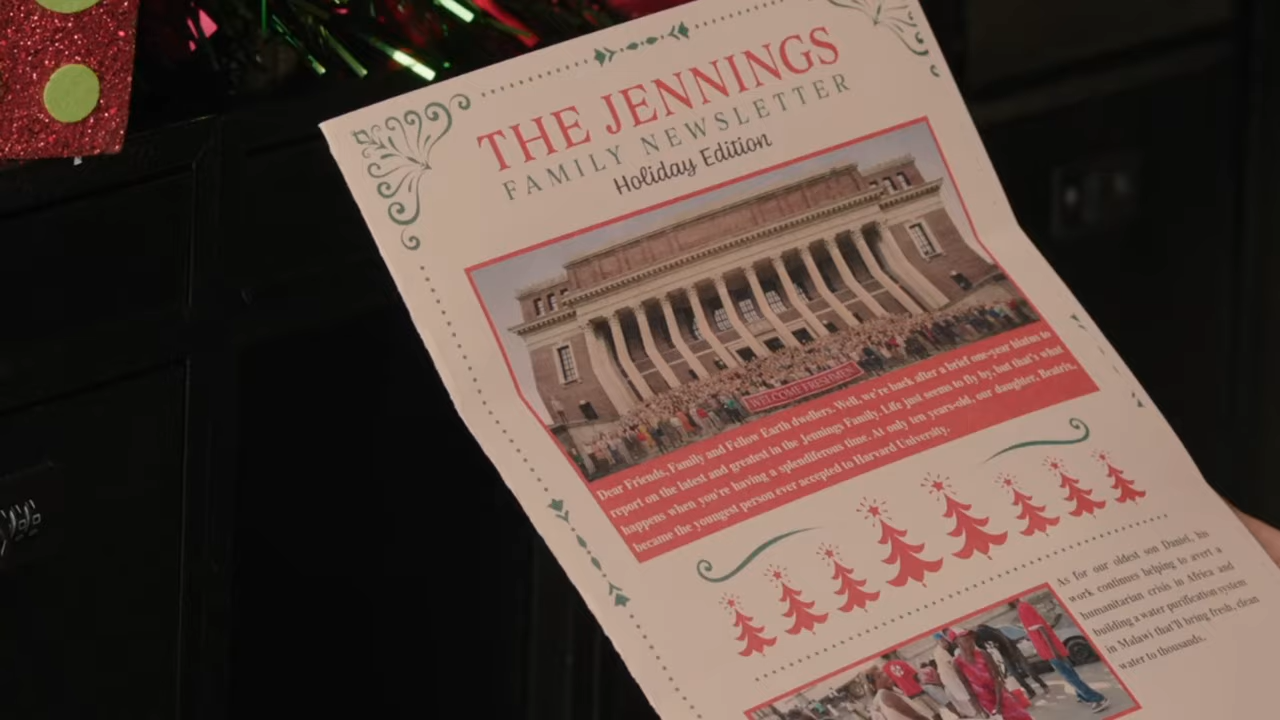 THE JENNINGS
FAMILY NEWSLETTER
Holiday Edition
WELCOME FRESHMEN
Dear Friends, Family and Fellow Earth dwellers. Well, we're back after a brief one-year hiatus to
report on the latest and greatest in the Jennings Family. Life just seems to fly by, but that's what
happens when you're having a splendiferous time. At only ten years-old, our daughter, Beatrix,
became the youngest person ever accepted to Harvard University.
As for our oldest son Daniel, his
work continues helping to avert a
humanitarian crisis in Africa and
building a water purification system
in Malawi that'll bring fresh, clean
water to thousands.